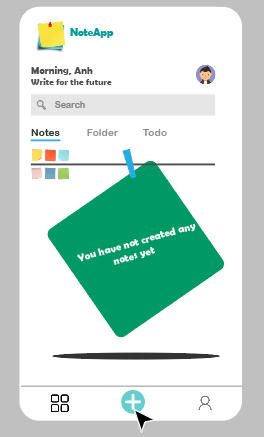 NoteApp
Morning, Anh
Write for the future
Search
Notes Folder Todo
You have not created any
notes yet